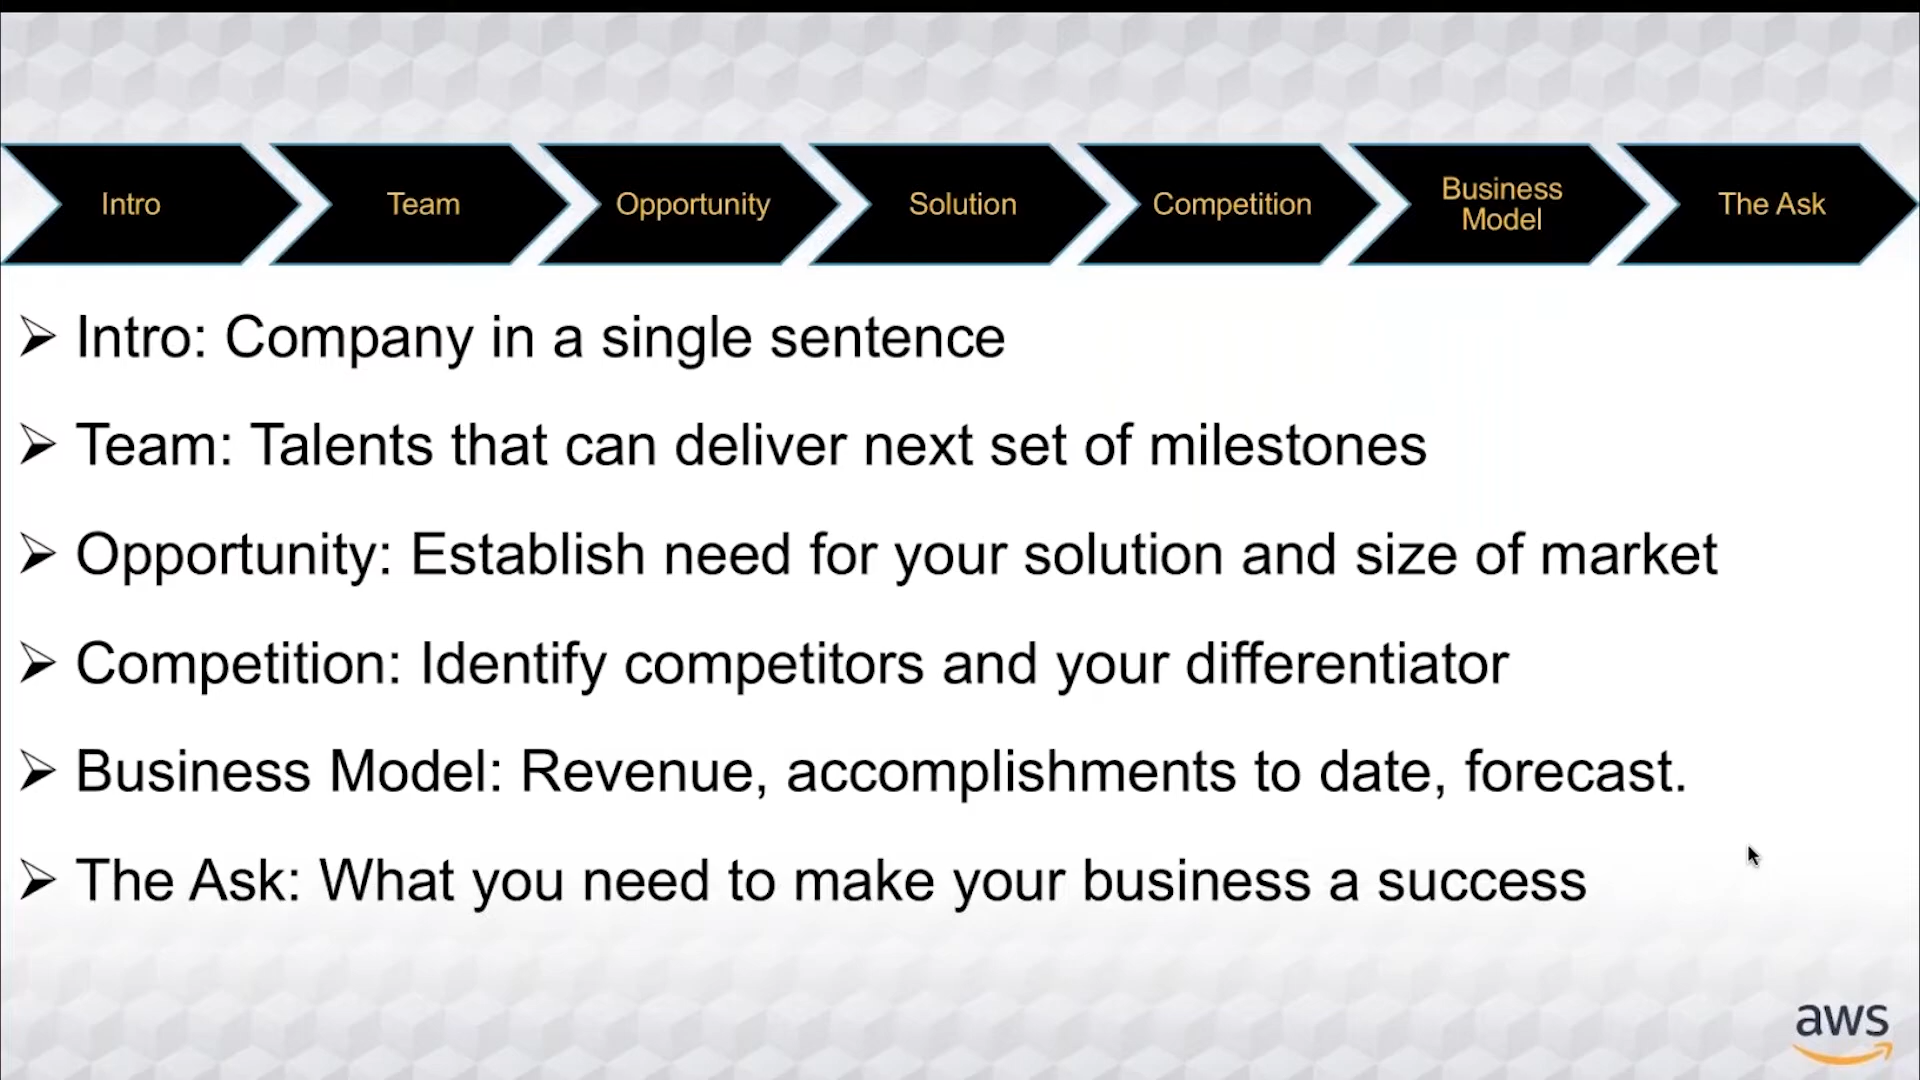 Intro
Team
Opportunity
Solution
Competition
Business
Model
The Ask
➢ Intro: Company in a single sentence
➢ Team: Talents that can deliver next set of milestones
➢ Opportunity: Establish need for your solution and size of market
➢ Competition: Identify competitors and your differentiator
➢ Business Model: Revenue, accomplishments to date, forecast.
➢ The Ask: What you need to make your business a success
aws